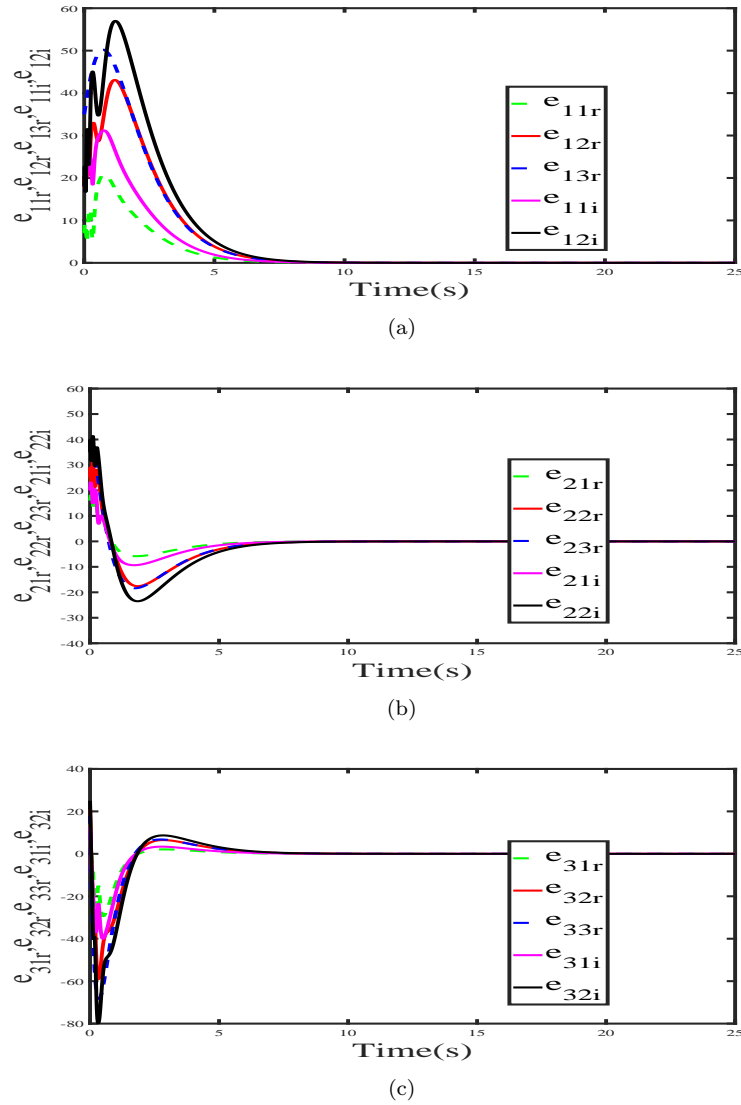 e11r,e12r,e13r,e11i,e12i
60
50
40
30
20
10
0
e11r
e12r
e13r
e11i
e12i
0 5 10 15 20 25
Time(s)
(a)
e21r,e22r,e23r,e21i,e22i
60
50
40
30
20
10
0
-10
-20
-30
-40
e21r
e22r
e23r
e21i
e22i
0 5 10 15 20 25
Time(s)
(b)
e31r,e32r,e33r,e31i,e32i
40
20
0
-20
-40
-60
-80
e31r
e32r
e33r
e31i
e32i
0 5 10 15 20 25
Time(s)
(c)